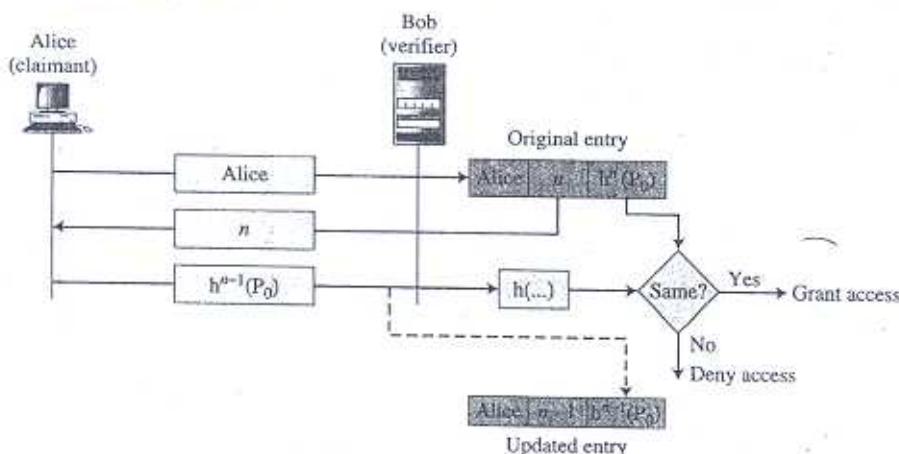 Alice
(claimant)
Bob
(verifier)
Original entry
Alice n hⁿ(P₀)
Alice
n
hⁿ⁻¹(P₀)
h(...)
Same?
Yes
Grant access
No
Deny access
Alice n–1 hⁿ⁻¹(P₀)
Updated entry